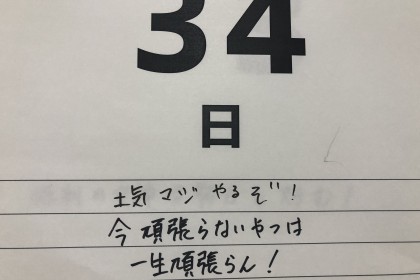 34
日
土気 マジ やるぞ!
今 頑張らないやつは
一生頑張らん!